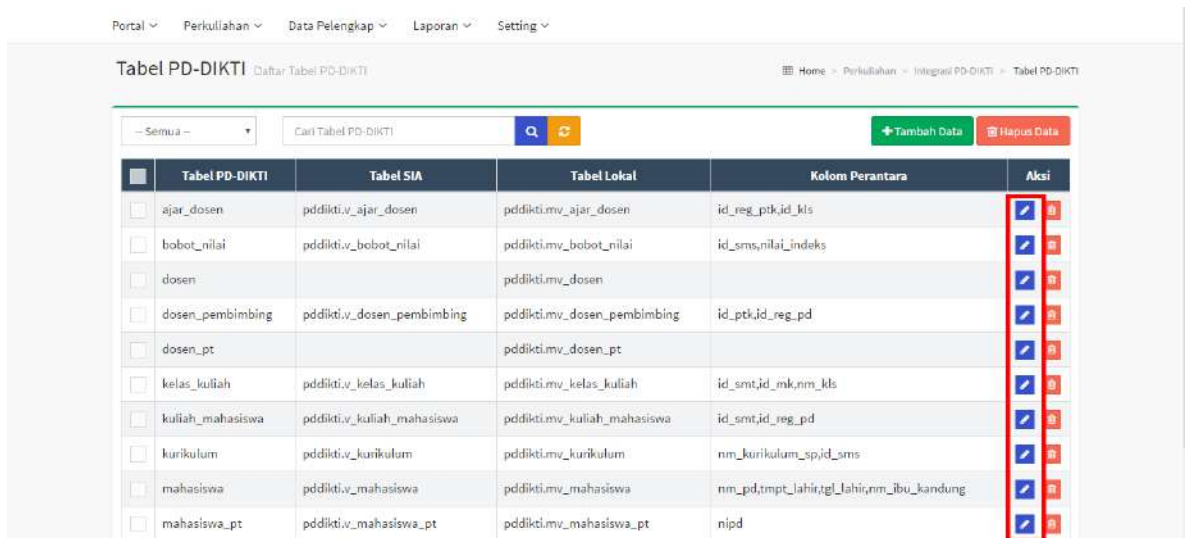 Portal Perkuliahan Data Pelengkap Laporan Setting
Tabel PD-DIKTI Daftar Tabel PD-DIKTI Home > Perkuliahan > Integrasi PD-DIKTI > Tabel PD-DIKTI
-- Semua -- Cari Tabel PD-DIKTI Tambah Data Hapus Data
Tabel PD-DIKTI Tabel SIA Tabel Lokal Kolom Perantara Aksi
ajar_dosen pddikti.v_ajar_dosen pddikti.mv_ajar_dosen id_reg_ptk,id_kls
bobot_nilai pddikti.v_bobot_nilai pddikti.mv_bobot_nilai id_sms,nilai_indeks
dosen pddikti.mv_dosen
dosen_pembimbing pddikti.v_dosen_pembimbing pddikti.mv_dosen_pembimbing id_ptk,id_reg_pd
dosen_pt pddikti.mv_dosen_pt
kelas_kuliah pddikti.v_kelas_kuliah pddikti.mv_kelas_kuliah id_smt,id_mk,nm_kls
kuliah_mahasiswa pddikti.v_kuliah_mahasiswa pddikti.mv_kuliah_mahasiswa id_smt,id_reg_pd
kurikulum pddikti.v_kurikulum pddikti.mv_kurikulum nm_kurikulum_sp,id_sms
mahasiswa pddikti.v_mahasiswa pddikti.mv_mahasiswa nm_pd,tmpt_lahir,tgl_lahir,nm_ibu_kandung
mahasiswa_pt pddikti.v_mahasiswa_pt pddikti.mv_mahasiswa_pt nipd